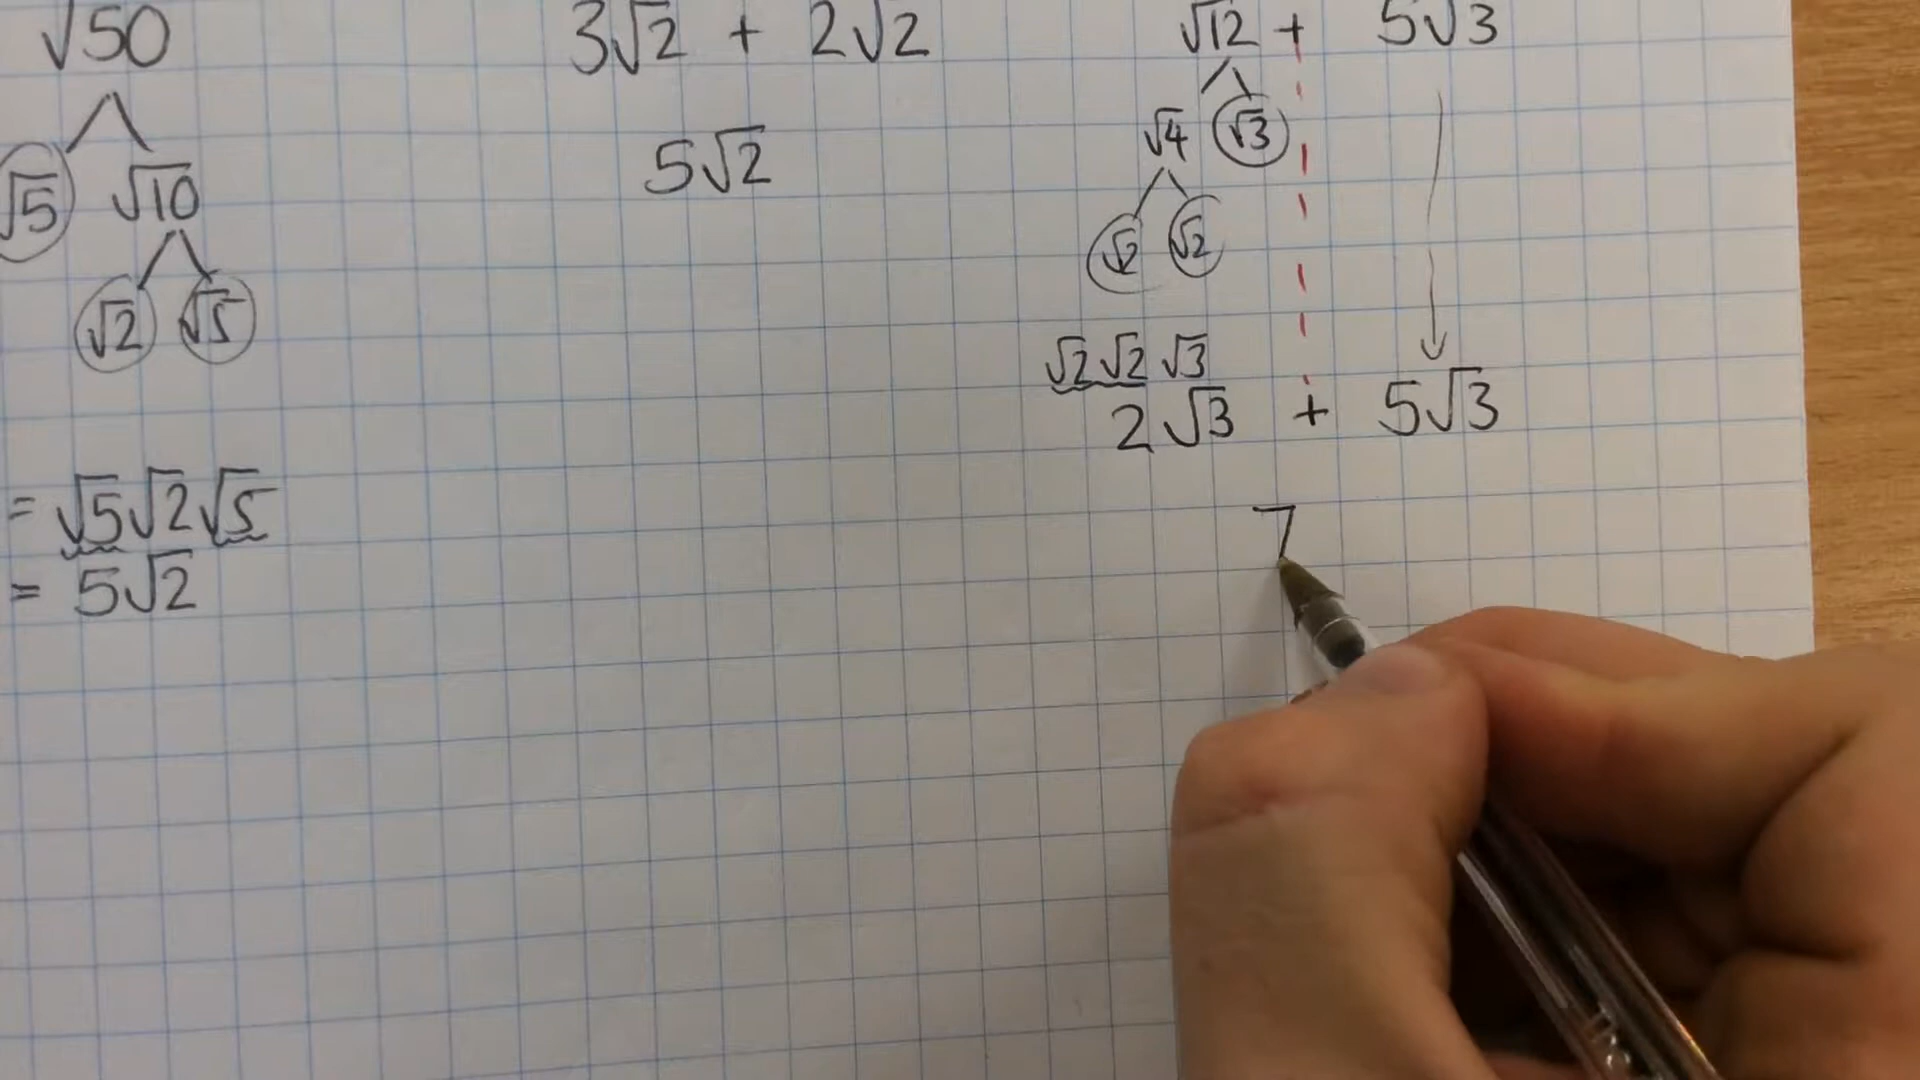 √50
√5 √10
√2 √5
= √5√2√5
= 5√2
3√2 + 2√2
5√2
√12 + 5√3
√4 √3
√2 √2
√2 √2 √3
2√3 + 5√3
7